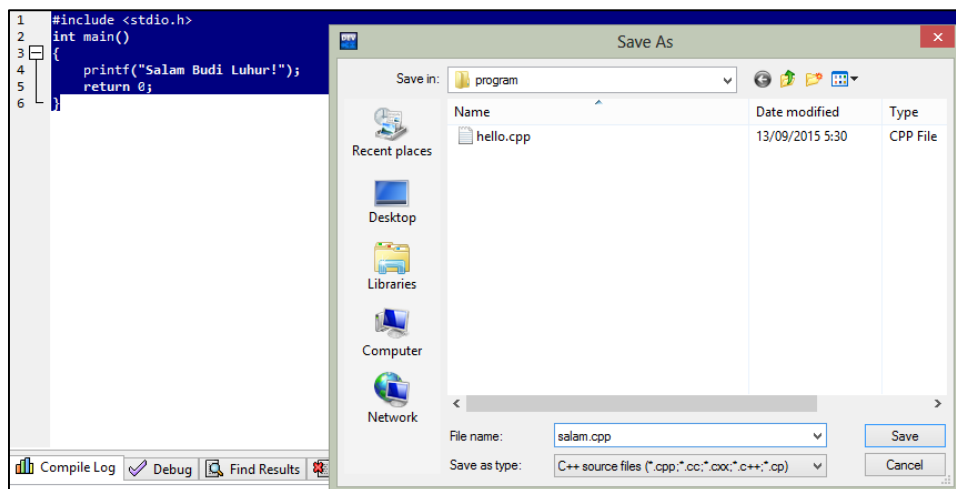 1 #include <stdio.h>
2 int main()
3 {
4 printf("Salam Budi Luhur!");
5 return 0;
6 }
DEV
Save As
x
Save in: program
Name Date modified Type
hello.cpp 13/09/2015 5:30 CPP File
Recent places
Desktop
Libraries
Computer
Network
File name: salam.cpp Save
Save as type: C++ source files (*.cpp;*.cc;*.cxx;*.c++;*.cp) Cancel
Compile Log Debug Find Results